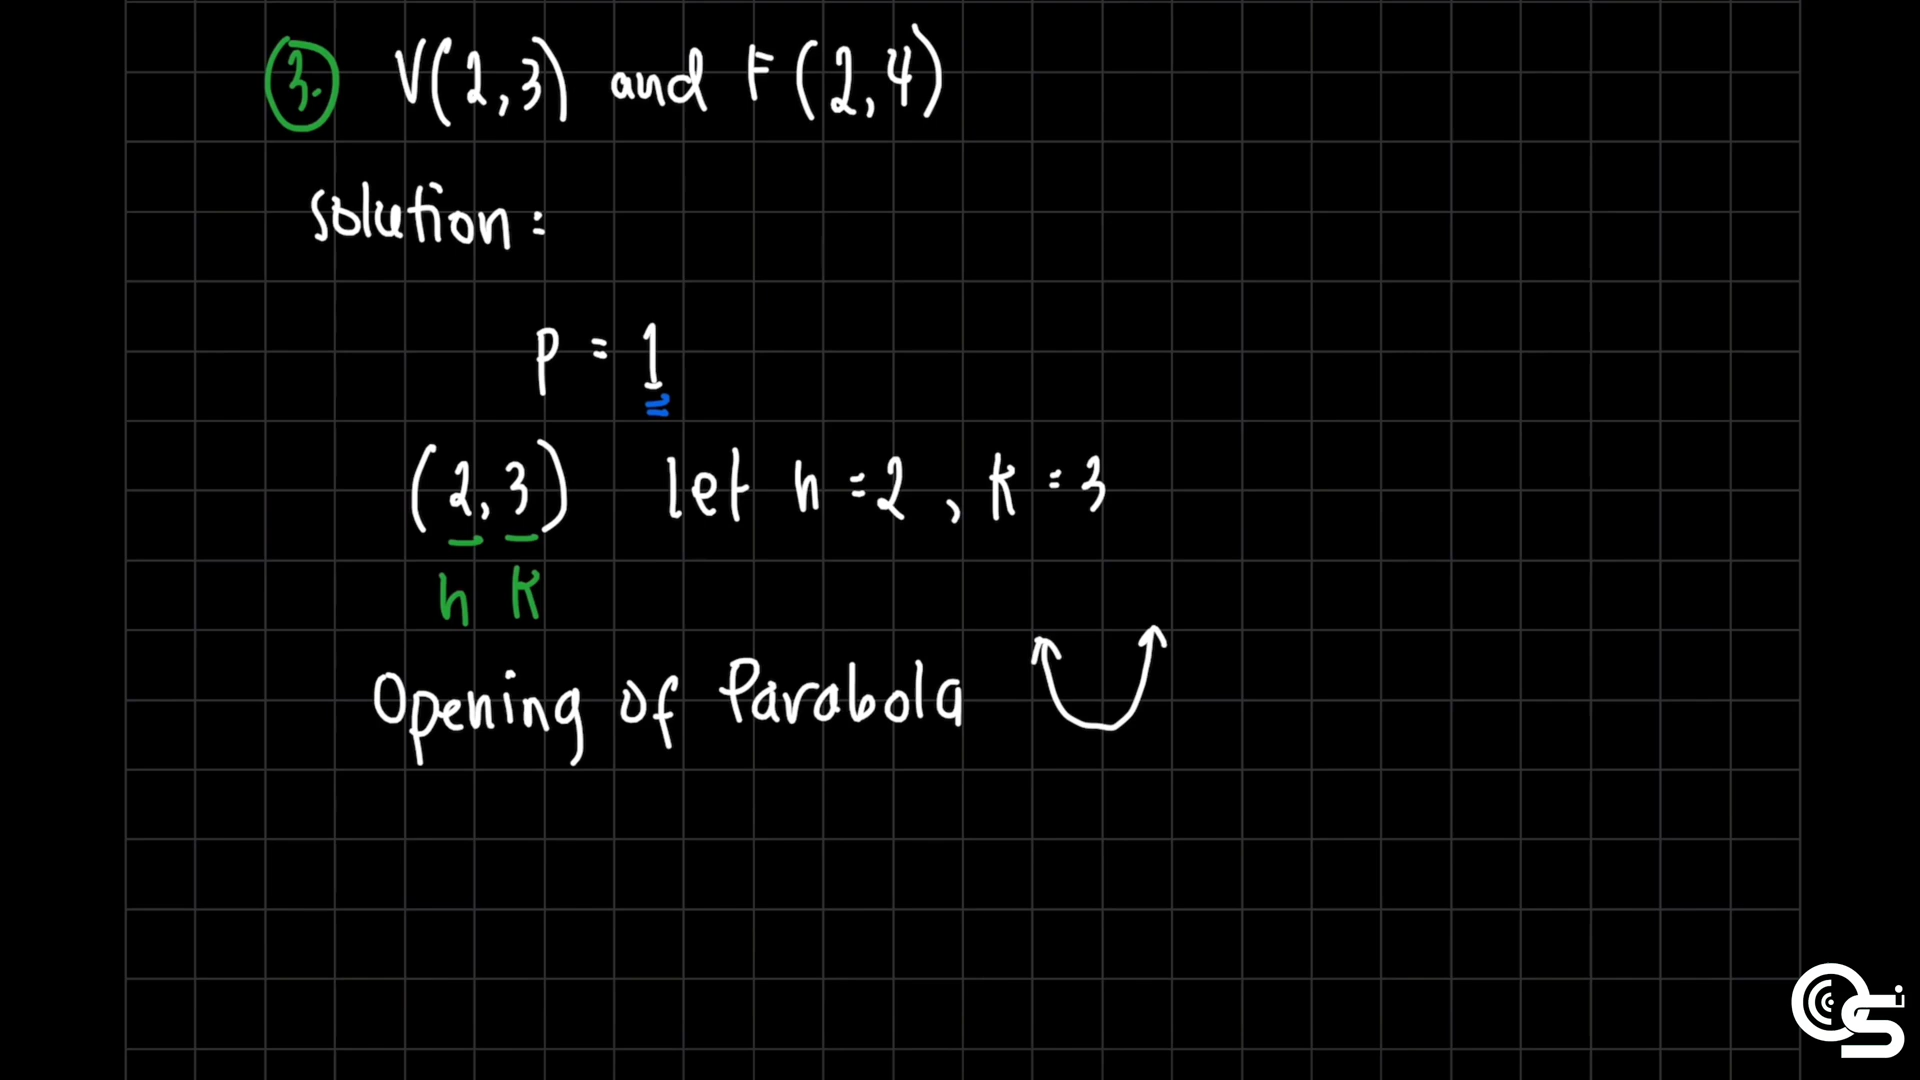 3. V(2,3) and F(2,4)
Solution:
P = 1
(2,3) let h=2, K=3
h K
Opening of Parabola